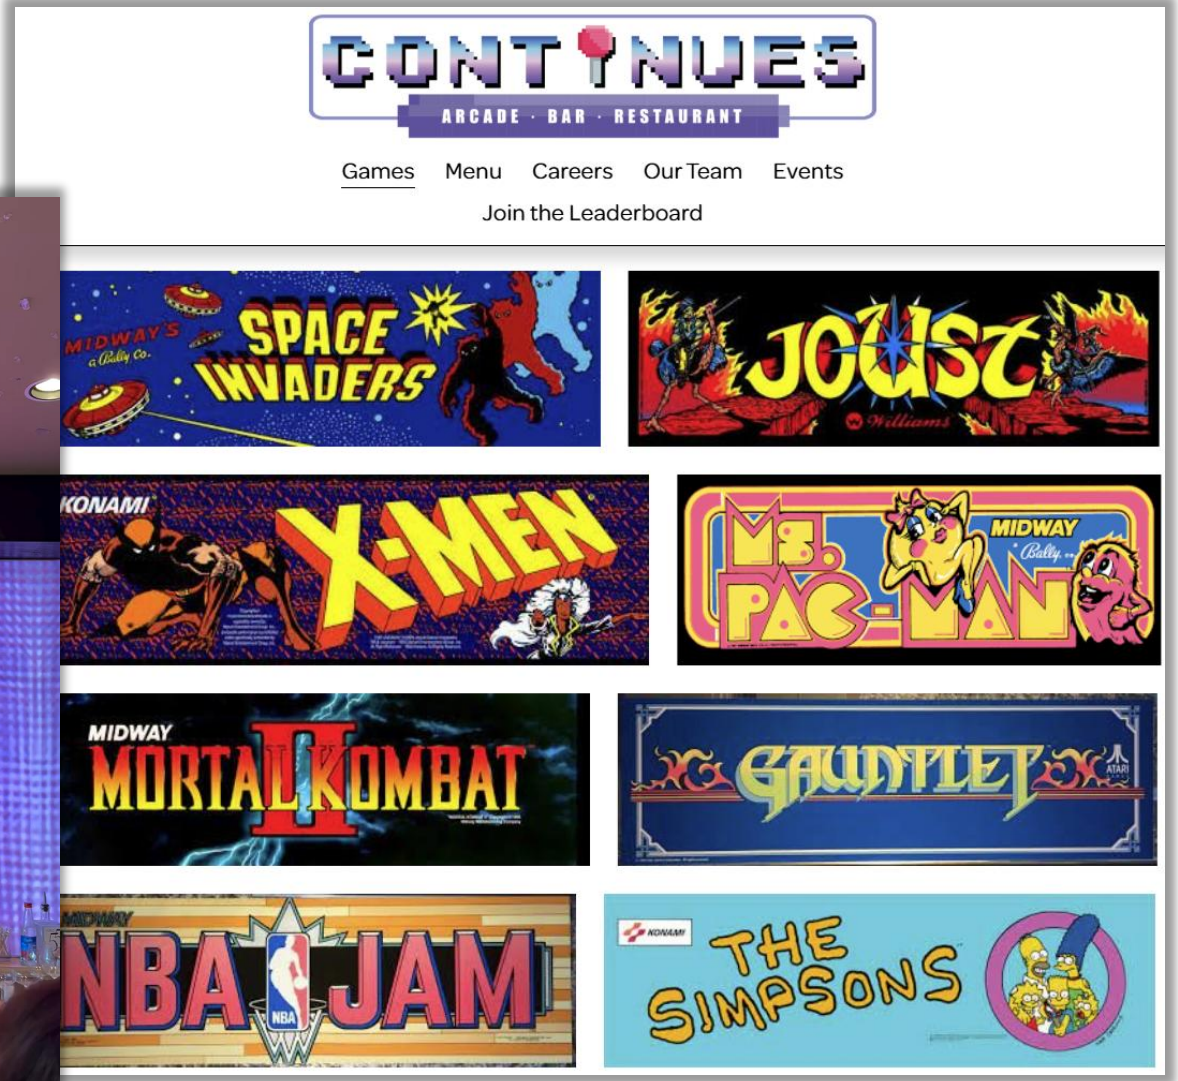 CONTINUES
ARCADE · BAR · RESTAURANT
Games Menu Careers Our Team Events
Join the Leaderboard
MIDWAY'S
a Bally Co.
SPACE
INVADERS
JOUST
Williams
KONAMI
X-MEN
MS.
PAC-MAN
MIDWAY
Bally
MIDWAY
MORTAL KOMBAT
II
GAUNTLET
ATARI
GAMES
MIDWAY
NBA JAM
NBA
KONAMI
THE
SIMPSONS